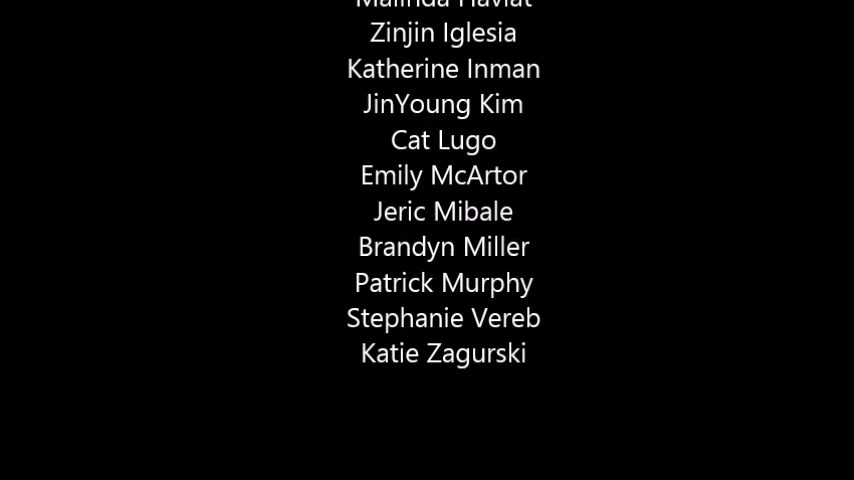 Zinjin Iglesia
Katherine Inman
JinYoung Kim
Cat Lugo
Emily McArtor
Jeric Mibale
Brandyn Miller
Patrick Murphy
Stephanie Vereb
Katie Zagurski